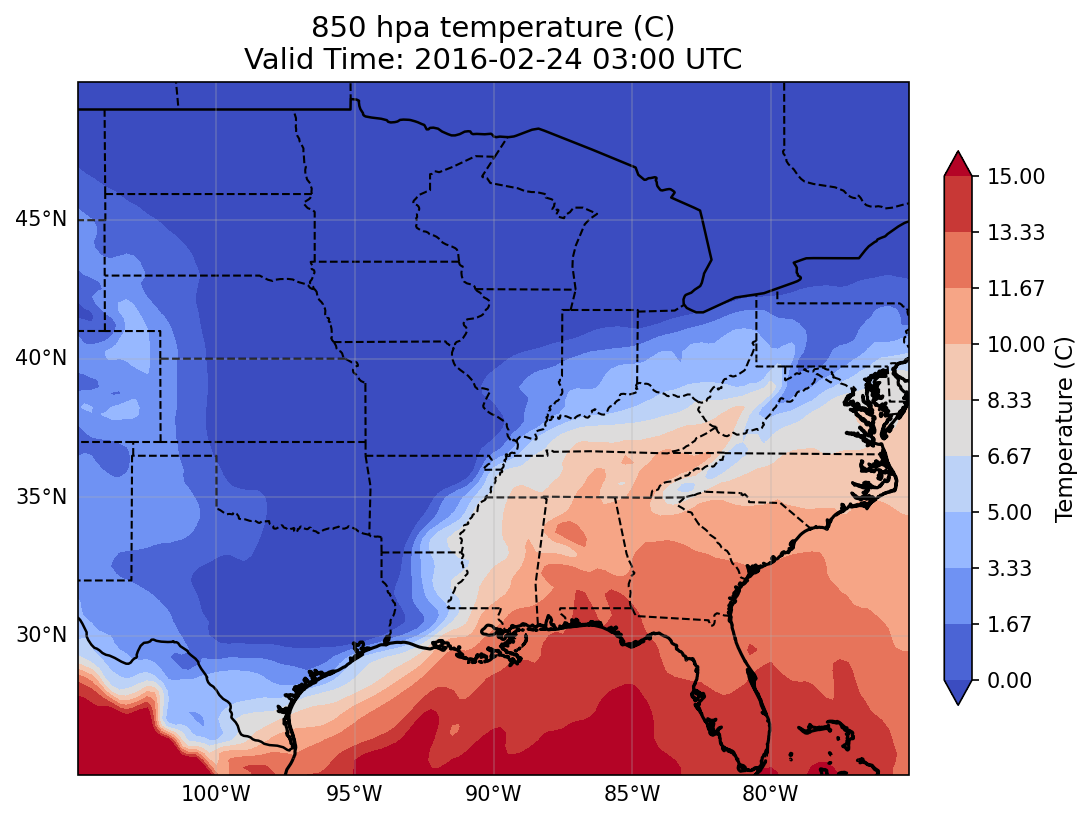 850 hpa temperature (C)
Valid Time: 2016-02-24 03:00 UTC
45°N
40°N
35°N
30°N
100°W
95°W
90°W
85°W
80°W
15.00
13.33
11.67
10.00
8.33
6.67
5.00
3.33
1.67
0.00
Temperature (C)